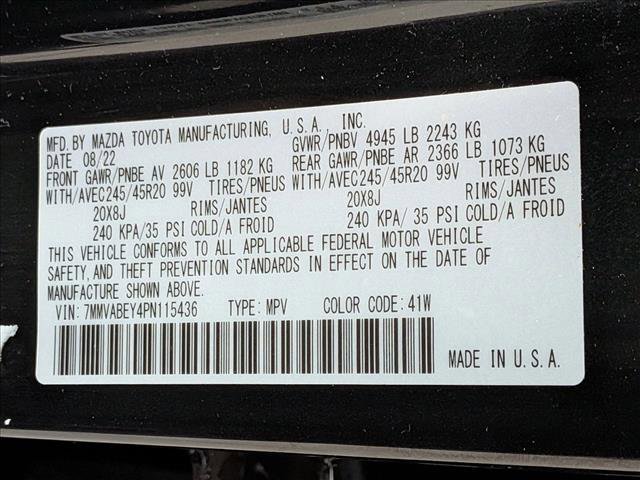 MFD. BY MAZDA TOYOTA MANUFACTURING, U.S.A. INC.
DATE 08/22 GVWR/PNBV 4945 LB 2243 KG
FRONT GAWR/PNBE AV 2606 LB 1182 KG REAR GAWR/PNBE AR 2366 LB 1073 KG
WITH/AVEC245/45R20 99V TIRES/PNEUS WITH/AVEC245/45R20 99V TIRES/PNEUS
20X8J RIMS/JANTES 20X8J RIMS/JANTES
240 KPA/35 PSI COLD/A FROID 240 KPA/35 PSI COLD/A FROID
THIS VEHICLE CONFORMS TO ALL APPLICABLE FEDERAL MOTOR VEHICLE
SAFETY, AND THEFT PREVENTION STANDARDS IN EFFECT ON THE DATE OF
MANUFACTURE SHOWN ABOVE.
VIN: 7MMVABEY4PN115436 TYPE: MPV COLOR CODE: 41W
MADE IN U.S.A.